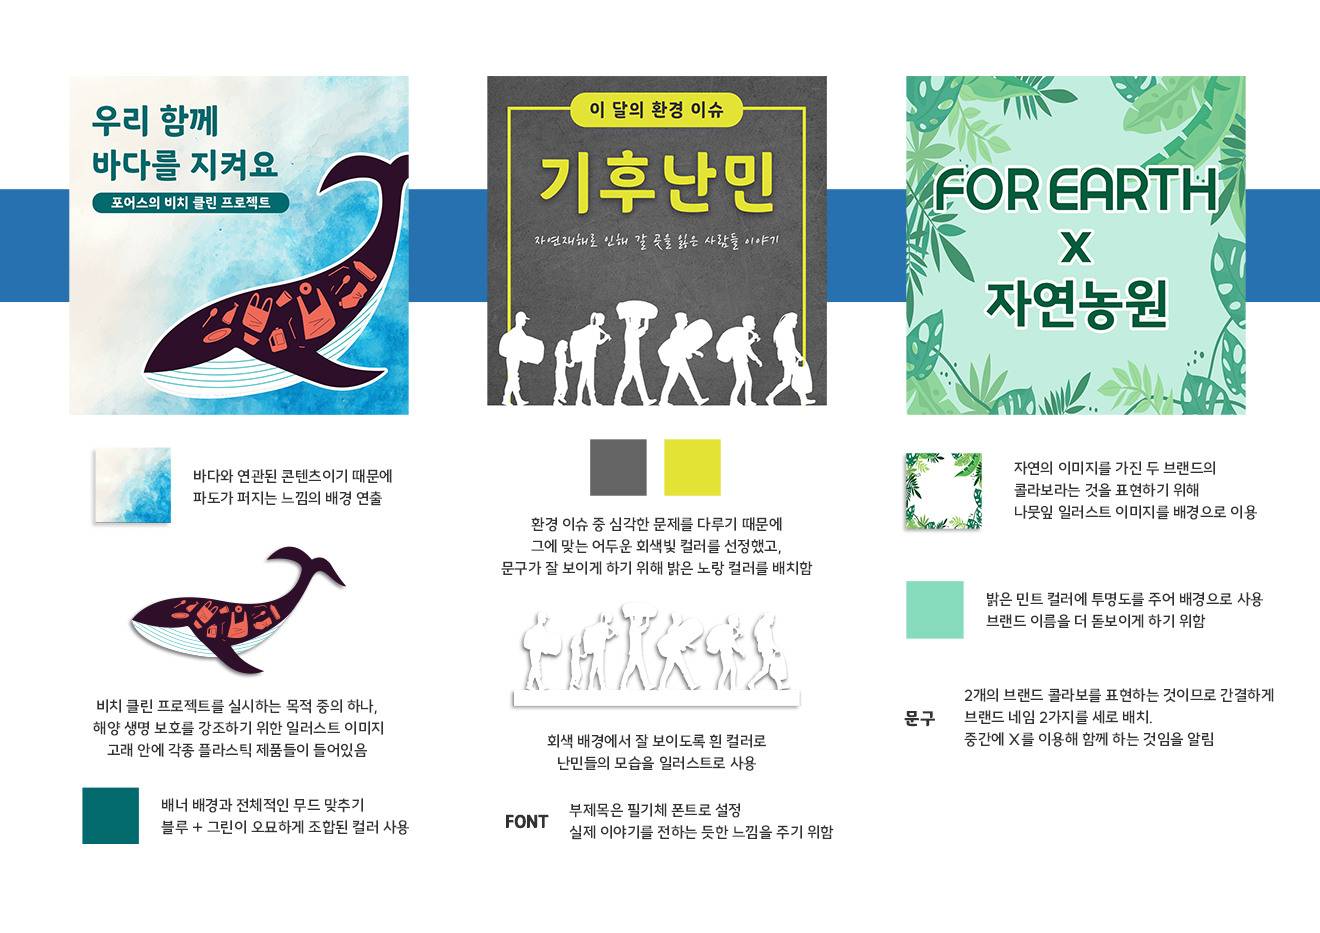 우리 함께
바다를 지켜요
포어스의 비치 클린 프로젝트
바다와 연관된 콘텐츠이기 때문에
파도가 퍼지는 느낌의 배경 연출
비치 클린 프로젝트를 실시하는 목적 중의 하나,
해양 생명 보호를 강조하기 위한 일러스트 이미지
고래 안에 각종 플라스틱 제품들이 들어있음
배너 배경과 전체적인 무드 맞추기
블루 + 그린이 오묘하게 조합된 컬러 사용
이 달의 환경 이슈
기후난민
자연재해로 인해 갈 곳을 잃은 사람들 이야기
환경 이슈 중 심각한 문제를 다루기 때문에
그에 맞는 어두운 회색빛 컬러를 선정했고,
문구가 잘 보이게 하기 위해 밝은 노랑 컬러를 배치함
회색 배경에서 잘 보이도록 흰 컬러로
난민들의 모습을 일러스트로 사용
FONT
부제목은 필기체 폰트로 설정
실제 이야기를 전하는 듯한 느낌을 주기 위함
FOR EARTH
X
자연농원
자연의 이미지를 가진 두 브랜드의
콜라보라는 것을 표현하기 위해
나뭇잎 일러스트 이미지를 배경으로 이용
밝은 민트 컬러에 투명도를 주어 배경으로 사용
브랜드 이름을 더 돋보이게 하기 위함
문구
2개의 브랜드 콜라보를 표현하는 것이므로 간결하게
브랜드 네임 2가지를 세로 배치.
중간에 X를 이용해 함께 하는 것임을 알림